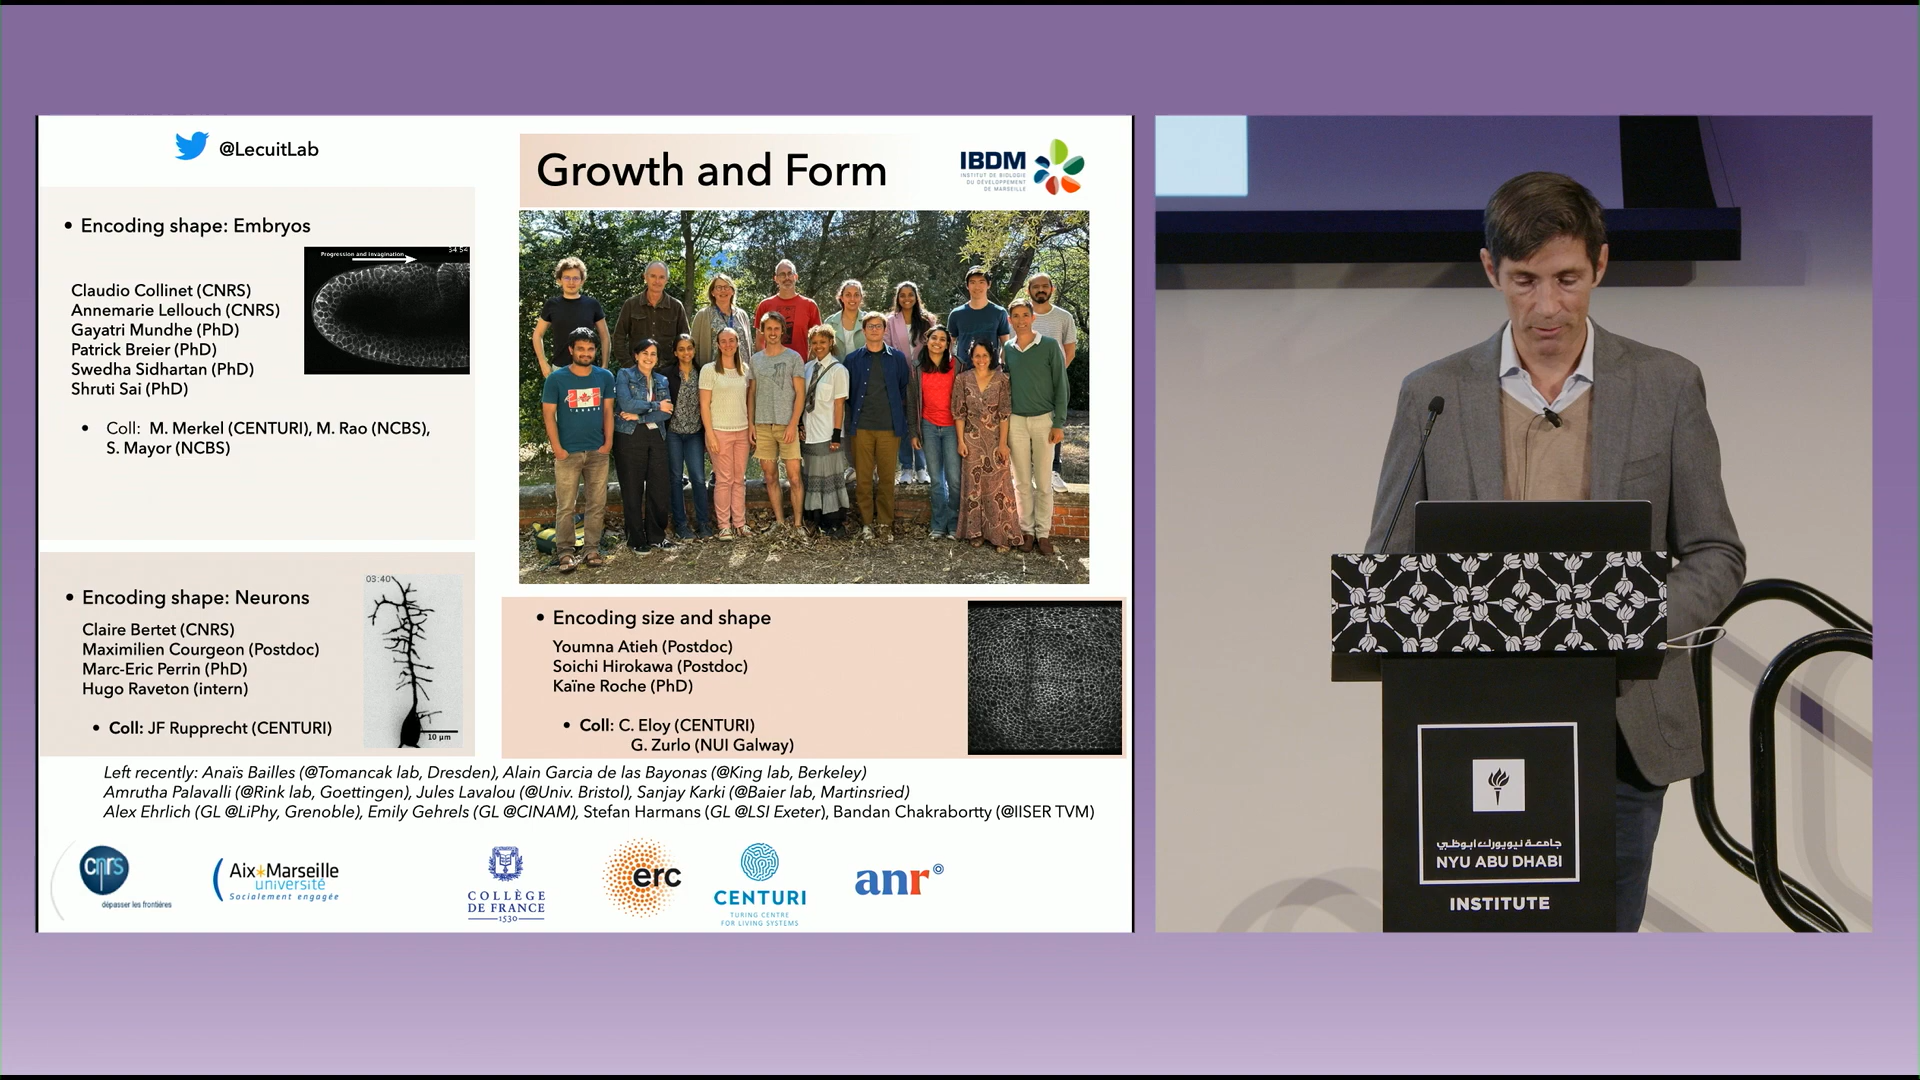 @LecuitLab
Growth and Form
IBDM
INSTITUT DE BIOLOGIE
DU DÉVELOPPEMENT
DE MARSEILLE
• Encoding shape: Embryos
Progression and invagination
54:54
Claudio Collinet (CNRS)
Annemarie Lellouch (CNRS)
Gayatri Mundhe (PhD)
Patrick Breier (PhD)
Swedha Sidhartan (PhD)
Shruti Sai (PhD)
• Coll: M. Merkel (CENTURI), M. Rao (NCBS),
S. Mayor (NCBS)
• Encoding shape: Neurons
03:40
Claire Bertet (CNRS)
Maximilien Courgeon (Postdoc)
Marc-Eric Perrin (PhD)
Hugo Raveton (intern)
• Coll: JF Rupprecht (CENTURI)
10 µm
• Encoding size and shape
Youmna Atieh (Postdoc)
Soichi Hirokawa (Postdoc)
Kaïne Roche (PhD)
• Coll: C. Eloy (CENTURI)
G. Zurlo (NUI Galway)
Left recently: Anaïs Bailles (@Tomancak lab, Dresden), Alain Garcia de las Bayonas (@King lab, Berkeley)
Amrutha Palavalli (@Rink lab, Goettingen), Jules Lavalou (@Univ. Bristol), Sanjay Karki (@Baier lab, Martinsried)
Alex Ehrlich (GL @LiPhy, Grenoble), Emily Gehrels (GL @CINAM), Stefan Harmans (GL @LSI Exeter), Bandan Chakrabortty (@IISER TVM)
cnrs
dépasser les frontières
Aix*Marseille
université
Socialement engagée
COLLÈGE
DE FRANCE
1530
erc
CENTURI
TURING CENTRE
FOR LIVING SYSTEMS
anr
CANADA
جامعة نيويورك أبوظبي
NYU ABU DHABI
INSTITUTE